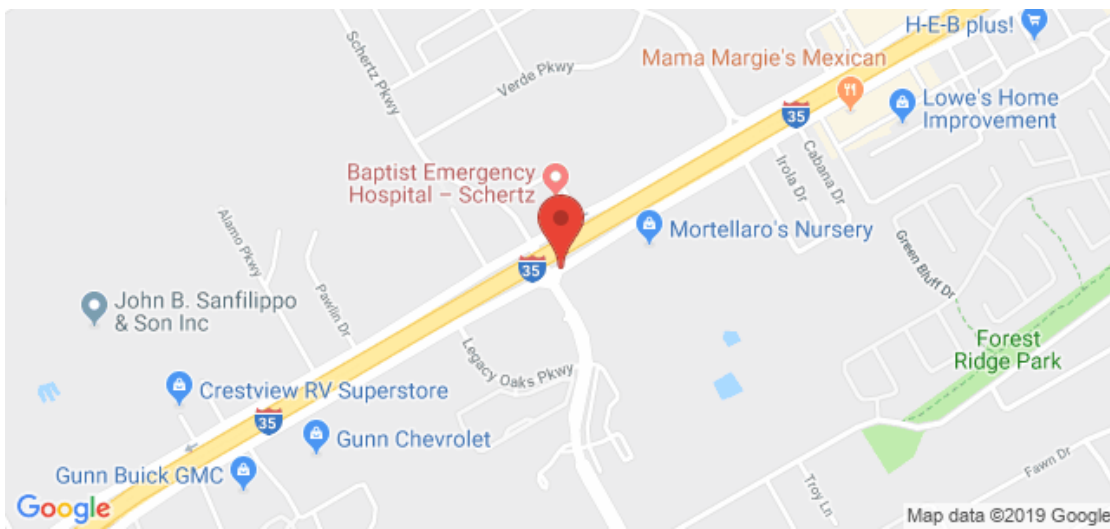 H-E-B plus!
Schertz Pkwy
Verde Pkwy
Mama Margie's Mexican
35
Lowe's Home
Improvement
Baptist Emergency
Hospital – Schertz
Irola Dr
Cabana Dr
Alamo Pkwy
Mortellaro's Nursery
Green Bluff Dr
35
John B. Sanfilippo
& Son Inc
Pawlin Dr
Forest
Ridge Park
Legacy Oaks Pkwy
Crestview RV Superstore
35
Gunn Chevrolet
Gunn Buick GMC
Fawn Dr
Troy Ln
Google
Map data ©2019 Google